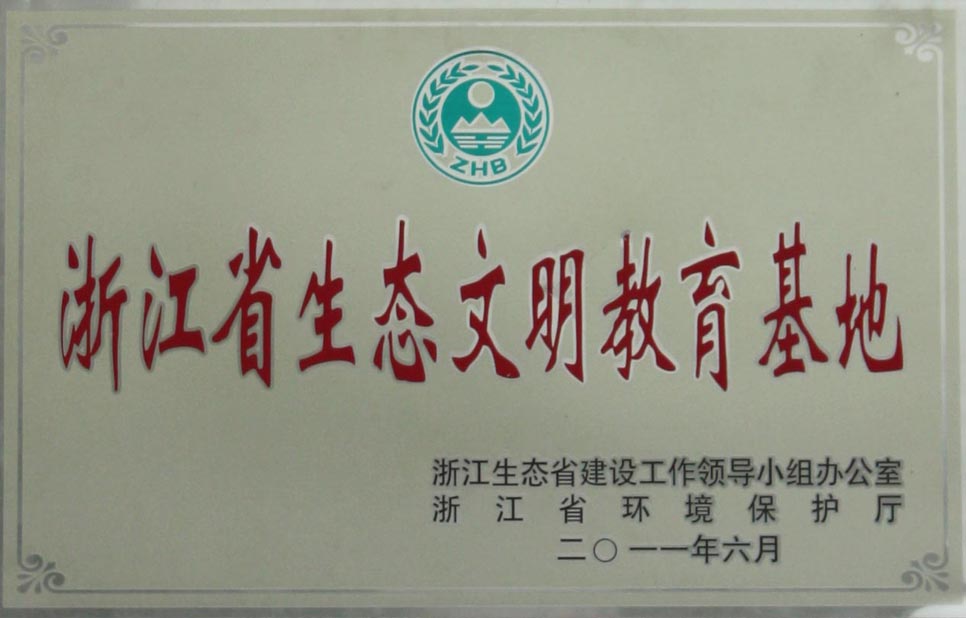 ZHB
浙江省生态文明教育基地
浙江生态省建设工作领导小组办公室
浙江省环境保护厅
二〇一一年六月